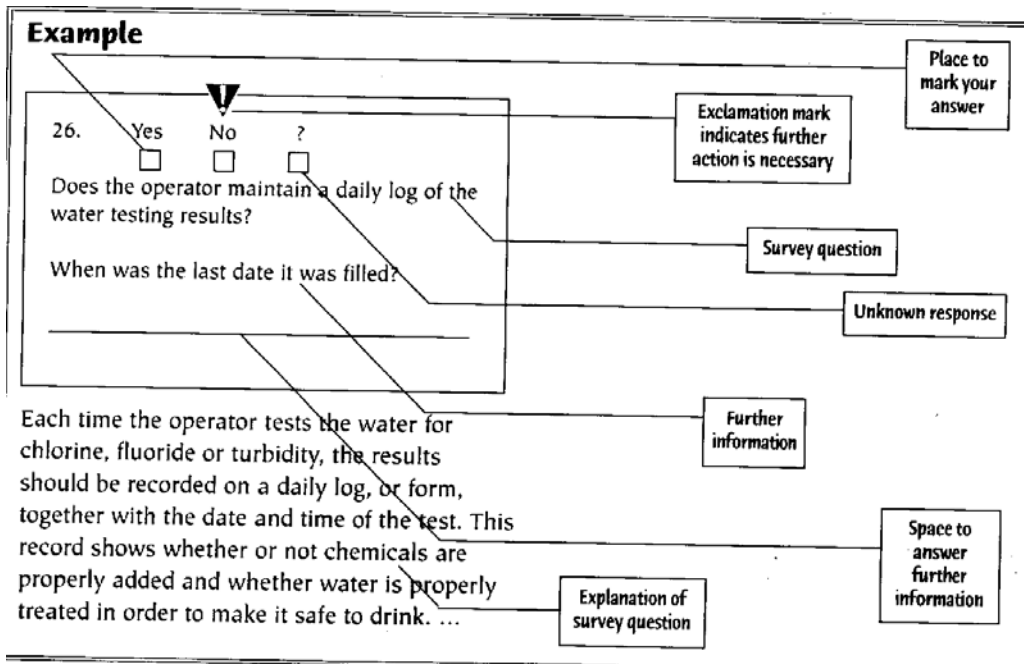 Example
Place to
mark your
answer
!
Exclamation mark
indicates further
action is necessary
26. Yes No ?
Does the operator maintain a daily log of the
water testing results?
Survey question
When was the last date it was filled?
Unknown response
Further
information
Each time the operator tests the water for
chlorine, fluoride or turbidity, the results
should be recorded on a daily log, or form,
together with the date and time of the test. This
record shows whether or not chemicals are
properly added and whether water is properly
treated in order to make it safe to drink. ...
Space to
answer
further
information
Explanation of
survey question